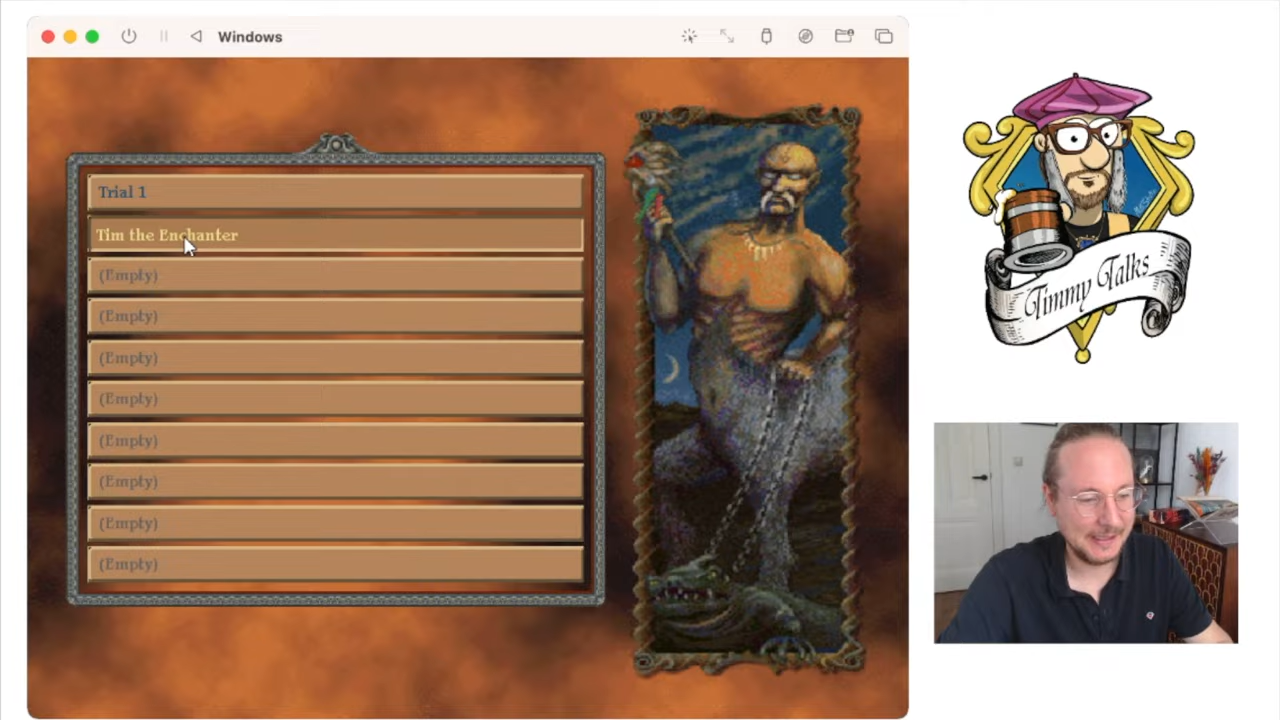 Windows
Trial 1
Tim the Enchanter
(Empty)
(Empty)
(Empty)
(Empty)
(Empty)
(Empty)
(Empty)
(Empty)
Timmy Talks